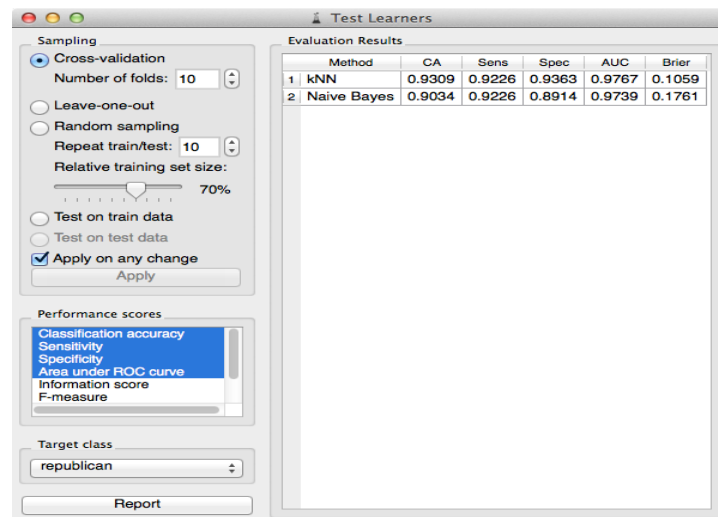 Test Learners
Sampling
Cross-validation
Number of folds: 10
Leave-one-out
Random sampling
Repeat train/test: 10
Relative training set size:
70%
Test on train data
Test on test data
Apply on any change
Apply
Performance scores
Classification accuracy
Sensitivity
Specificity
Area under ROC curve
Information score
F-measure
Target class
republican
Report
Evaluation Results
Method CA Sens Spec AUC Brier
1 kNN 0.9309 0.9226 0.9363 0.9767 0.1059
2 Naive Bayes 0.9034 0.9226 0.8914 0.9739 0.1761